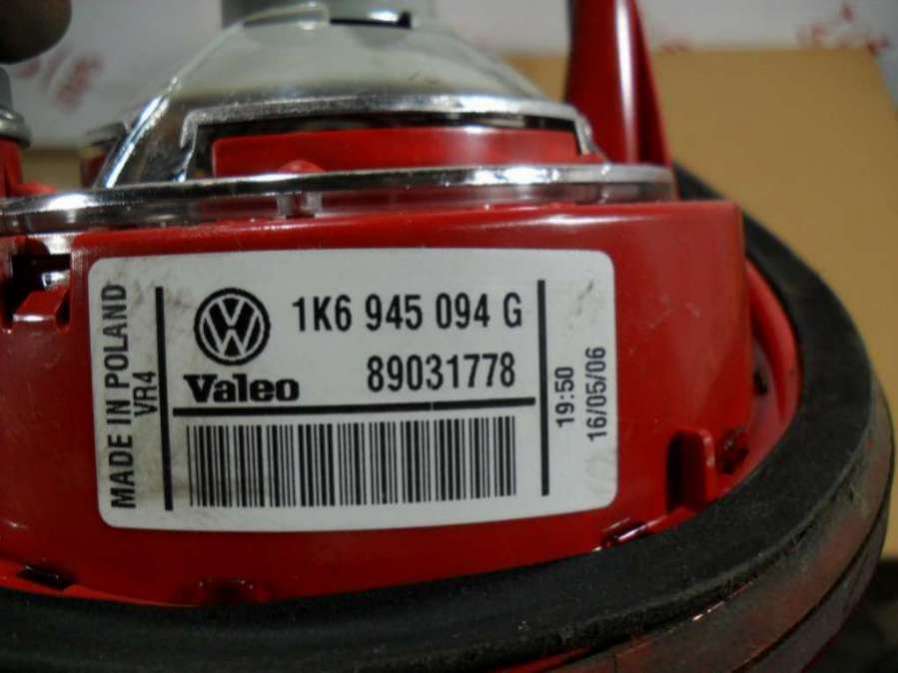 MADE IN POLAND
VR4
1K6 945 094 G
Valeo
89031778
19:50
16/05/06